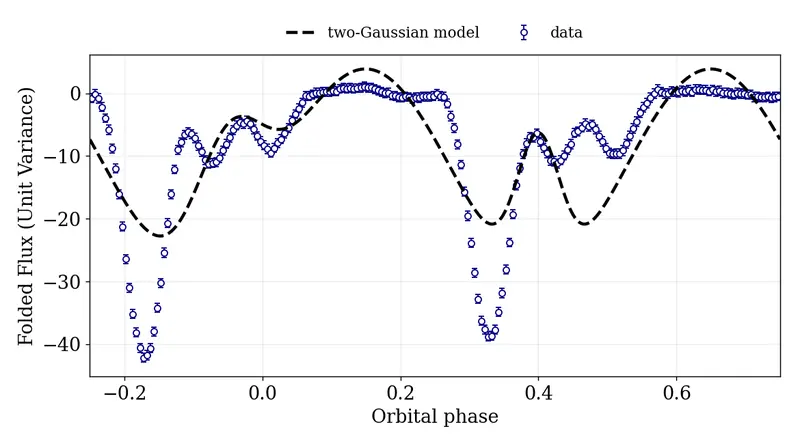 two-Gaussian model
data
Folded Flux (Unit Variance)
0
−10
−20
−30
−40
−0.2
0.0
0.2
0.4
0.6
Orbital phase